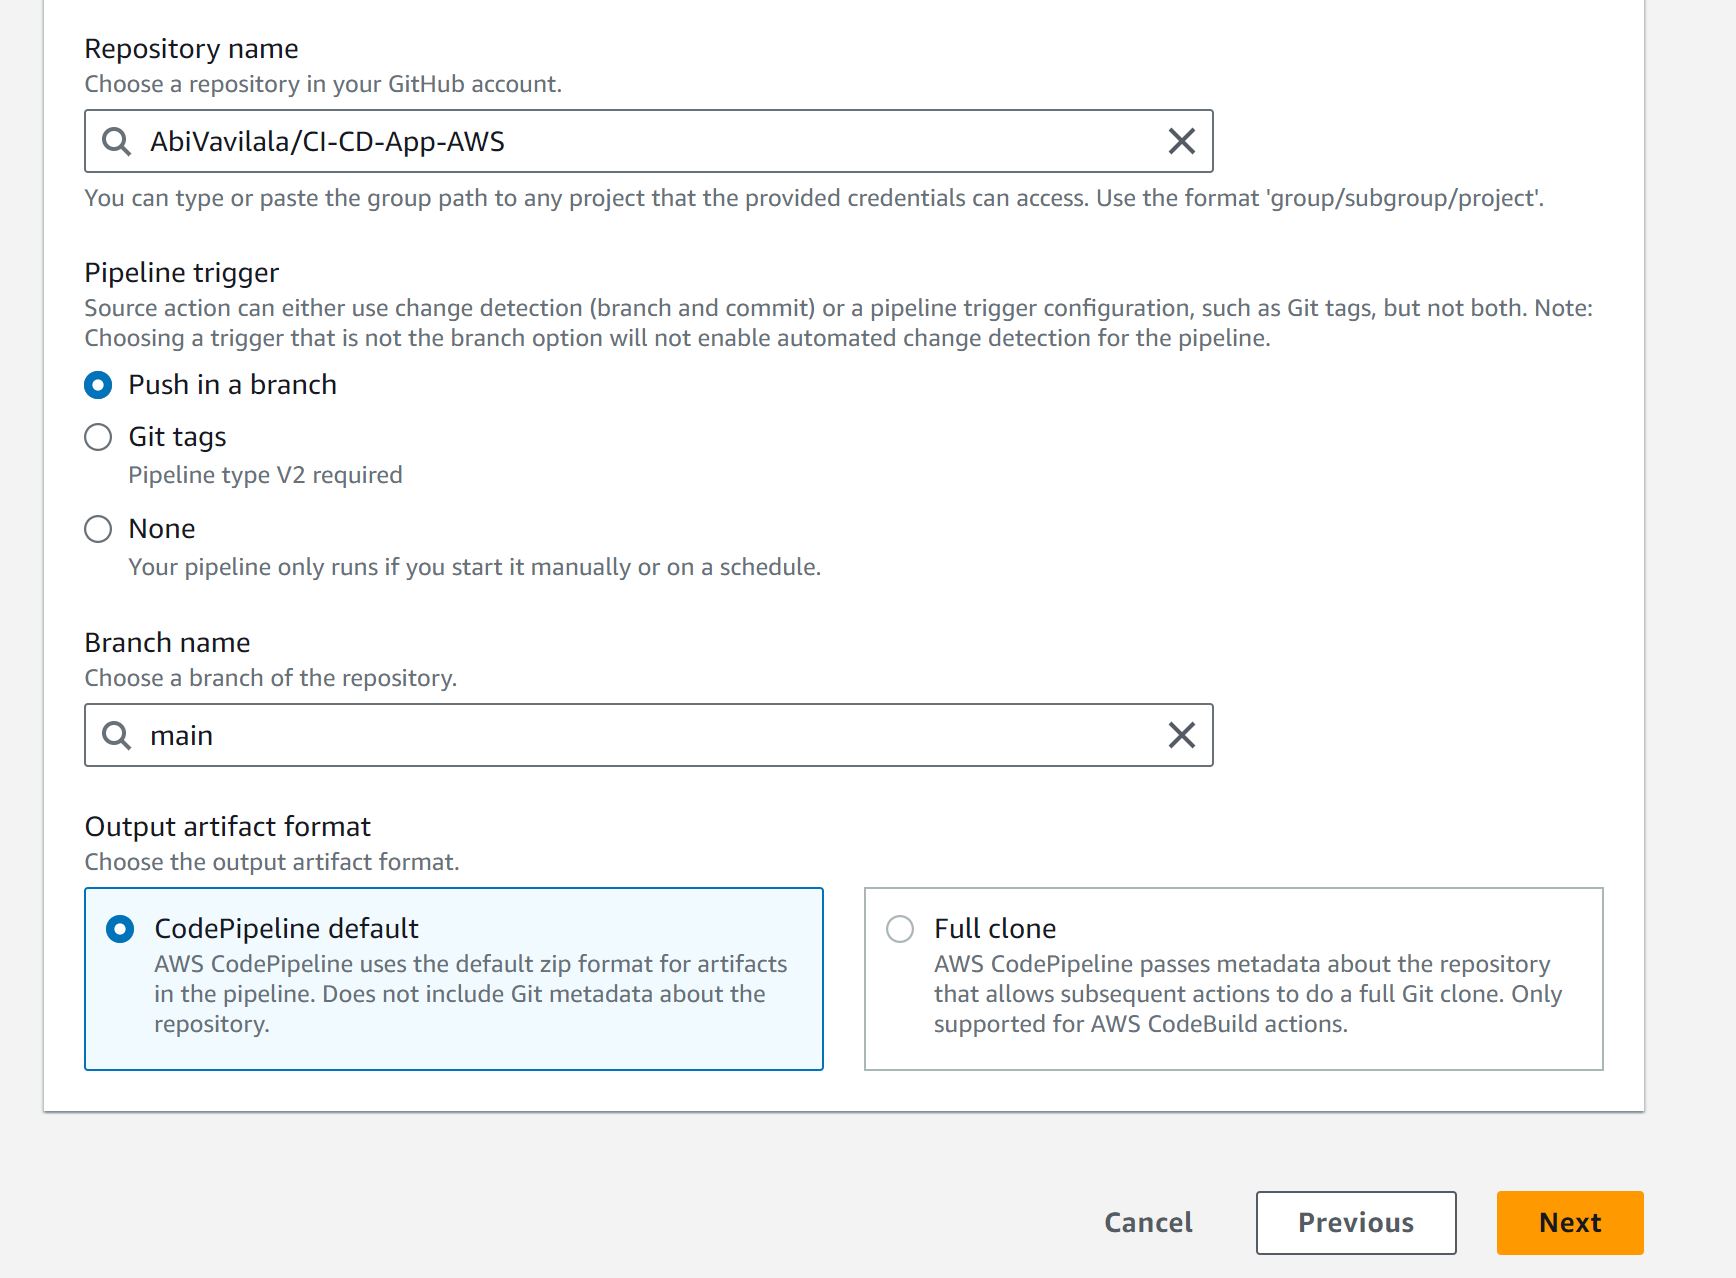 Repository name
Choose a repository in your GitHub account.
AbiVavilala/CI-CD-App-AWS
You can type or paste the group path to any project that the provided credentials can access. Use the format 'group/subgroup/project'.
Pipeline trigger
Source action can either use change detection (branch and commit) or a pipeline trigger configuration, such as Git tags, but not both. Note:
Choosing a trigger that is not the branch option will not enable automated change detection for the pipeline.
Push in a branch
Git tags
Pipeline type V2 required
None
Your pipeline only runs if you start it manually or on a schedule.
Branch name
Choose a branch of the repository.
main
Output artifact format
Choose the output artifact format.
CodePipeline default
AWS CodePipeline uses the default zip format for artifacts
in the pipeline. Does not include Git metadata about the
repository.
Full clone
AWS CodePipeline passes metadata about the repository
that allows subsequent actions to do a full Git clone. Only
supported for AWS CodeBuild actions.
Cancel
Previous
Next